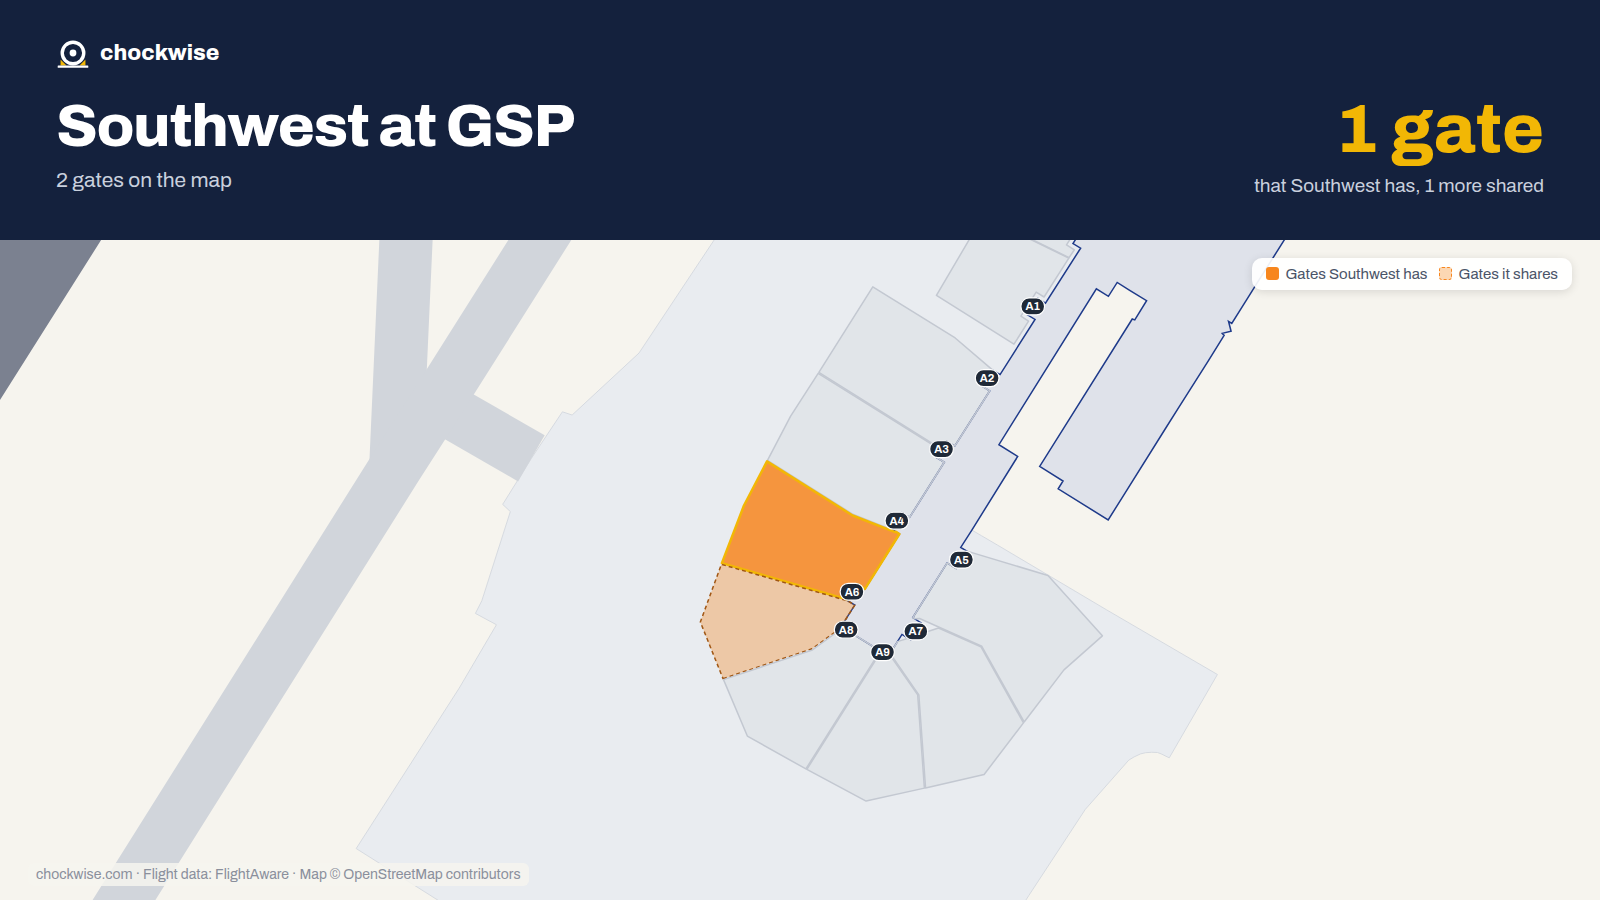 chockwise
Southwest at GSP
2 gates on the map
1 gate
that Southwest has, 1 more shared
Gates Southwest has
Gates it shares
A1
A2
A3
A4
A5
A6
A8
A7
A9
chockwise.com · Flight data: FlightAware · Map © OpenStreetMap contributors